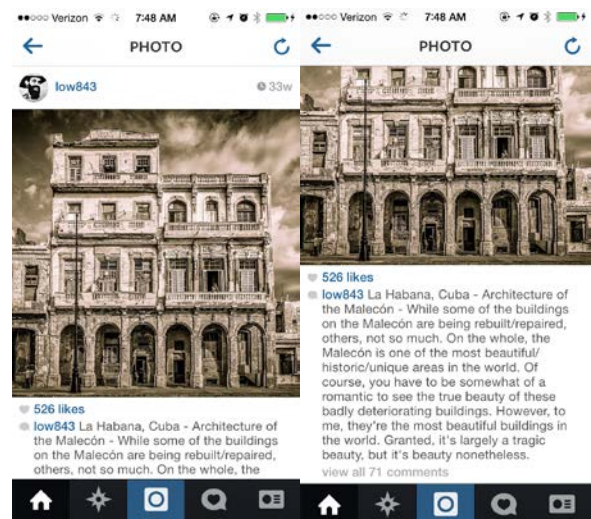 Verizon 7:48 AM
PHOTO
low843 33w
526 likes
low843 La Habana, Cuba - Architecture of
the Malecón - While some of the buildings
on the Malecón are being rebuilt/repaired,
others, not so much. On the whole, the
Verizon 7:48 AM
PHOTO
526 likes
low843 La Habana, Cuba - Architecture of
the Malecón - While some of the buildings
on the Malecón are being rebuilt/repaired,
others, not so much. On the whole, the
Malecón is one of the most beautiful/
historic/unique areas in the world. Of
course, you have to be somewhat of a
romantic to see the true beauty of these
badly deteriorating buildings. However, to
me, they're the most beautiful buildings in
the world. Granted, it's largely a tragic
beauty, but it's beauty nonetheless.
view all 71 comments